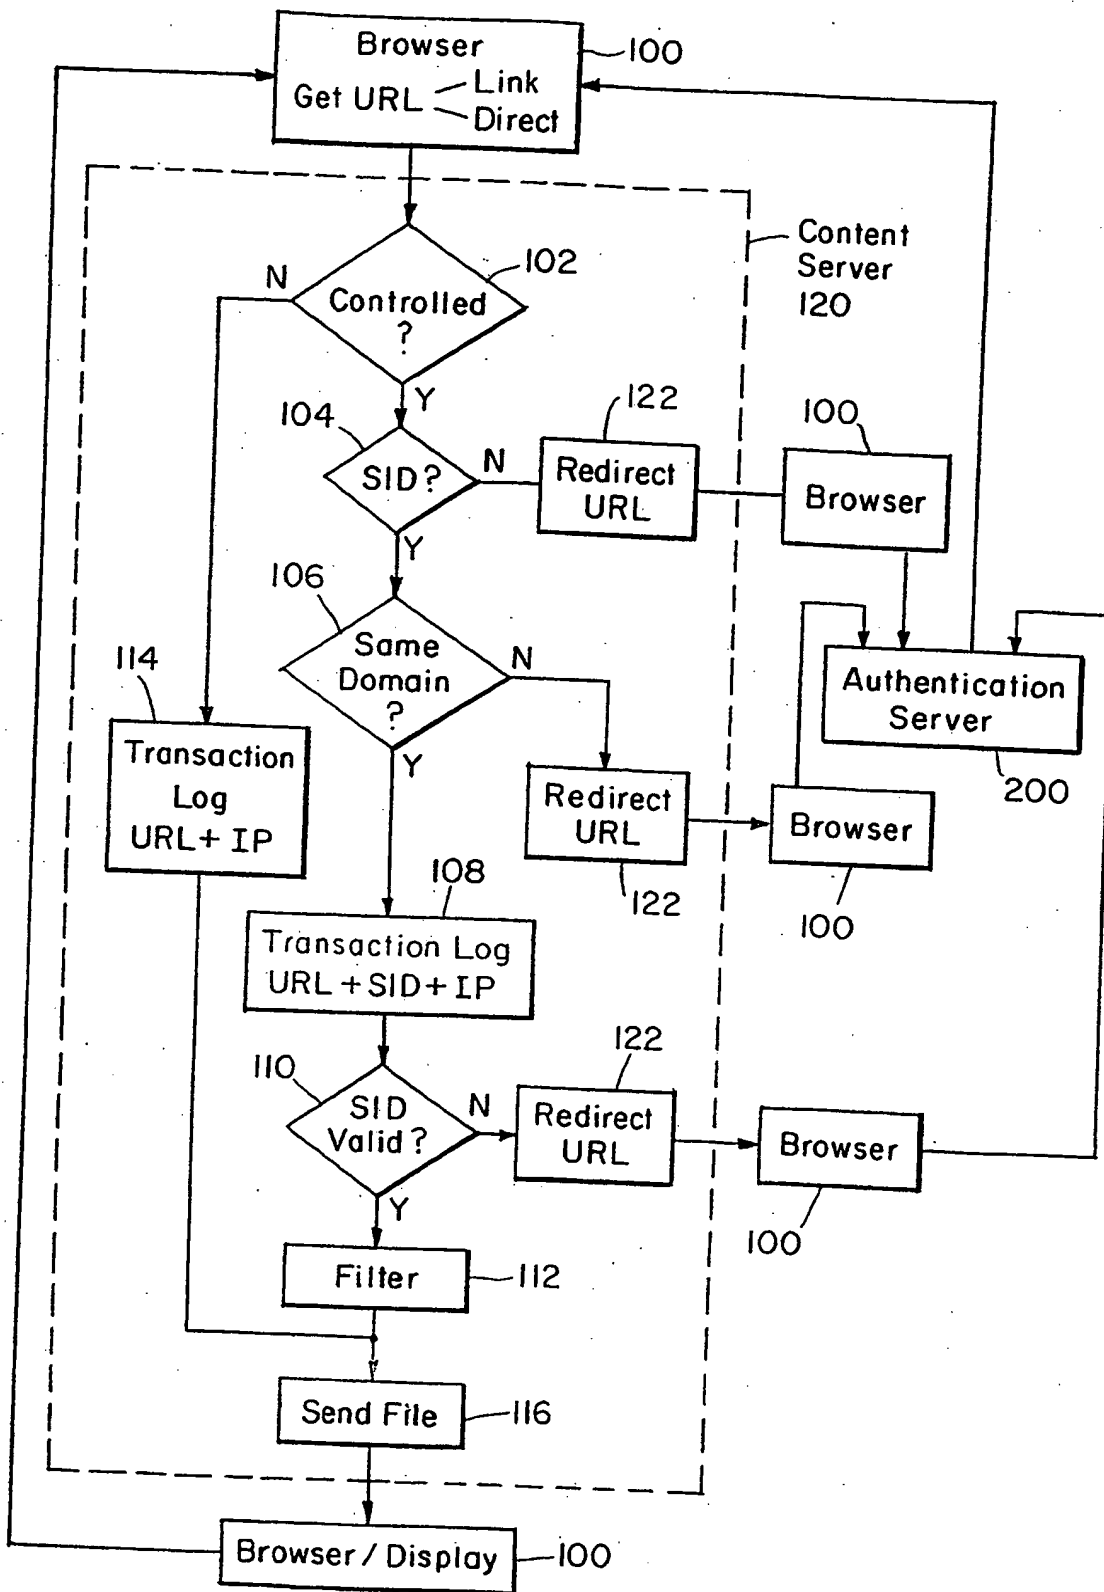 Browser
100
Get URL
Link
Direct
Content
Server
120
N
102
Controlled
?
Y
104
SID?
N
122
Redirect
URL
100
Browser
Y
106
Same
Domain
?
N
Y
114
Transaction
Log
URL+ IP
Authentication
Server
200
Redirect
URL
122
Browser
100
108
Transaction Log
URL+SID+IP
110
SID
Valid?
N
Y
122
Redirect
URL
Browser
100
Filter
112
Send File
116
Browser/Display
100